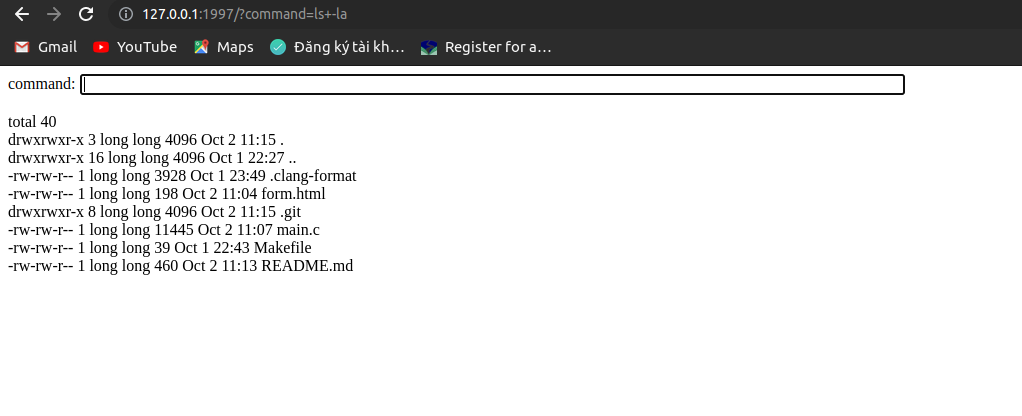 127.0.0.1:1997/?command=ls+-la
Gmail YouTube Maps Đăng ký tài kh... Register for a...
command:
total 40
drwxrwxr-x 3 long long 4096 Oct 2 11:15 .
drwxrwxr-x 16 long long 4096 Oct 1 22:27 ..
-rw-rw-r-- 1 long long 3928 Oct 1 23:49 .clang-format
-rw-rw-r-- 1 long long 198 Oct 2 11:04 form.html
drwxrwxr-x 8 long long 4096 Oct 2 11:15 .git
-rw-rw-r-- 1 long long 11445 Oct 2 11:07 main.c
-rw-rw-r-- 1 long long 39 Oct 1 22:43 Makefile
-rw-rw-r-- 1 long long 460 Oct 2 11:13 README.md